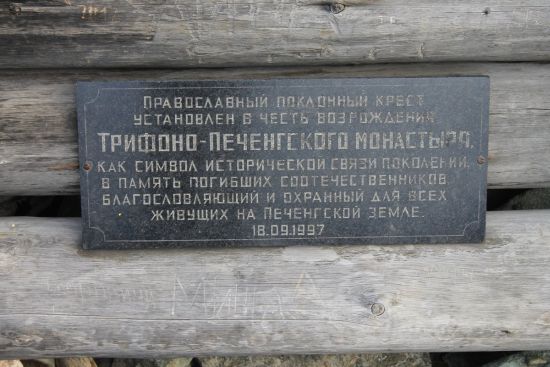 Православный поклонный крест
установлен в честь возрождения
Трифоно-Печенгского монастыря,
как символ исторической связи поколений,
в память погибших соотечественников
благословляющий и охранный для всех
живущих на Печенгской земле.
18.09.1997